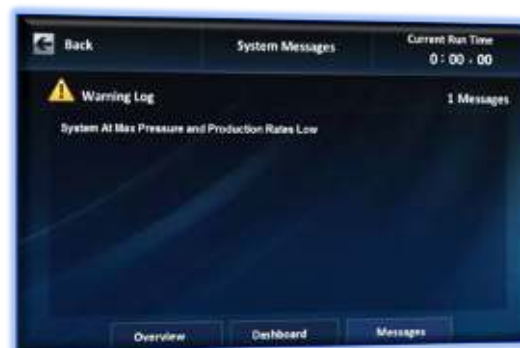 Back
System Messages
Current Run Time
0 : 00 . 00
Warning Log
1 Messages
System At Max Pressure and Production Rates Low
Overview
Dashboard
Messages